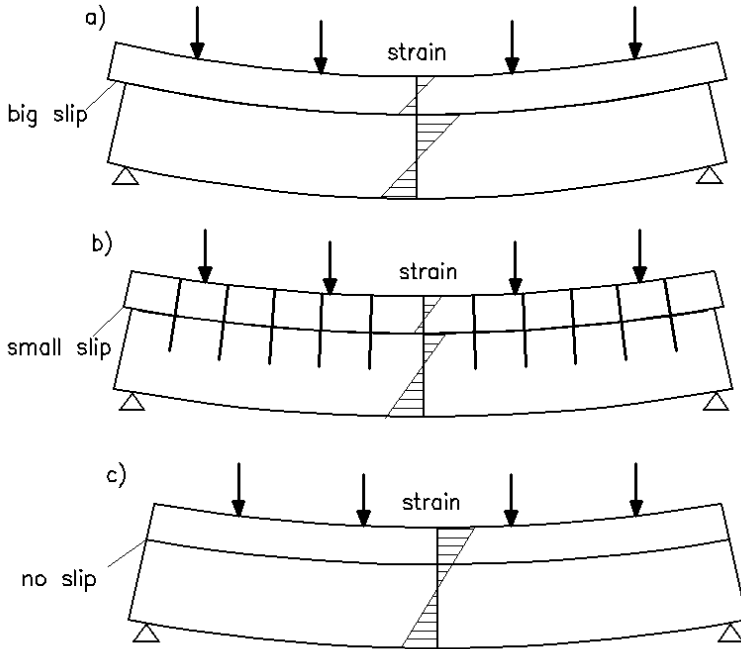 a)
strain
big slip
b)
strain
small slip
c)
strain
no slip